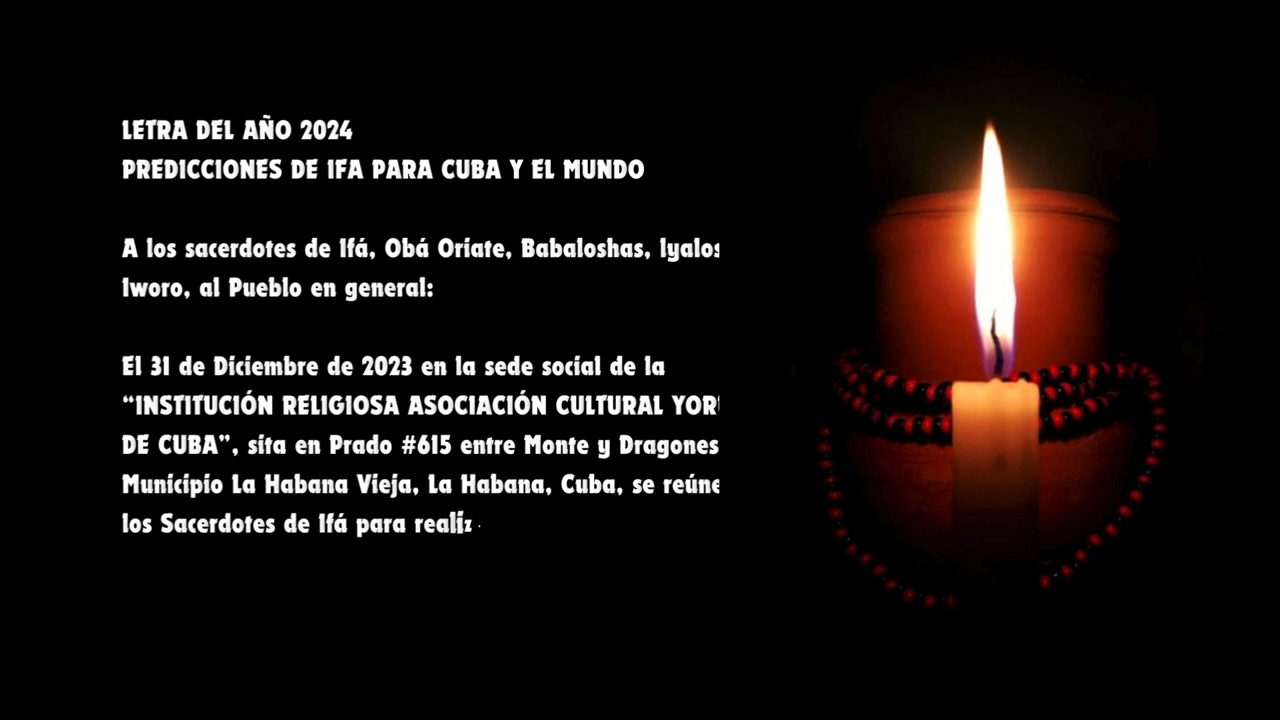 LETRA DEL AÑO 2024
PREDICCIONES DE IFA PARA CUBA Y EL MUNDO
A los sacerdotes de Ifá, Obá Oriate, Babaloshas,
Iworo, al Pueblo en general:
El 31 de Diciembre de 2023 en la sede social de la
“INSTITUCIÓN RELIGIOSA ASOCIACIÓN CULTURAL
DE CUBA”, sita en Prado #615 entre Monte y Dragones
Municipio La Habana Vieja, La Habana, Cuba, se reúne
los Sacerdotes de Ifá para